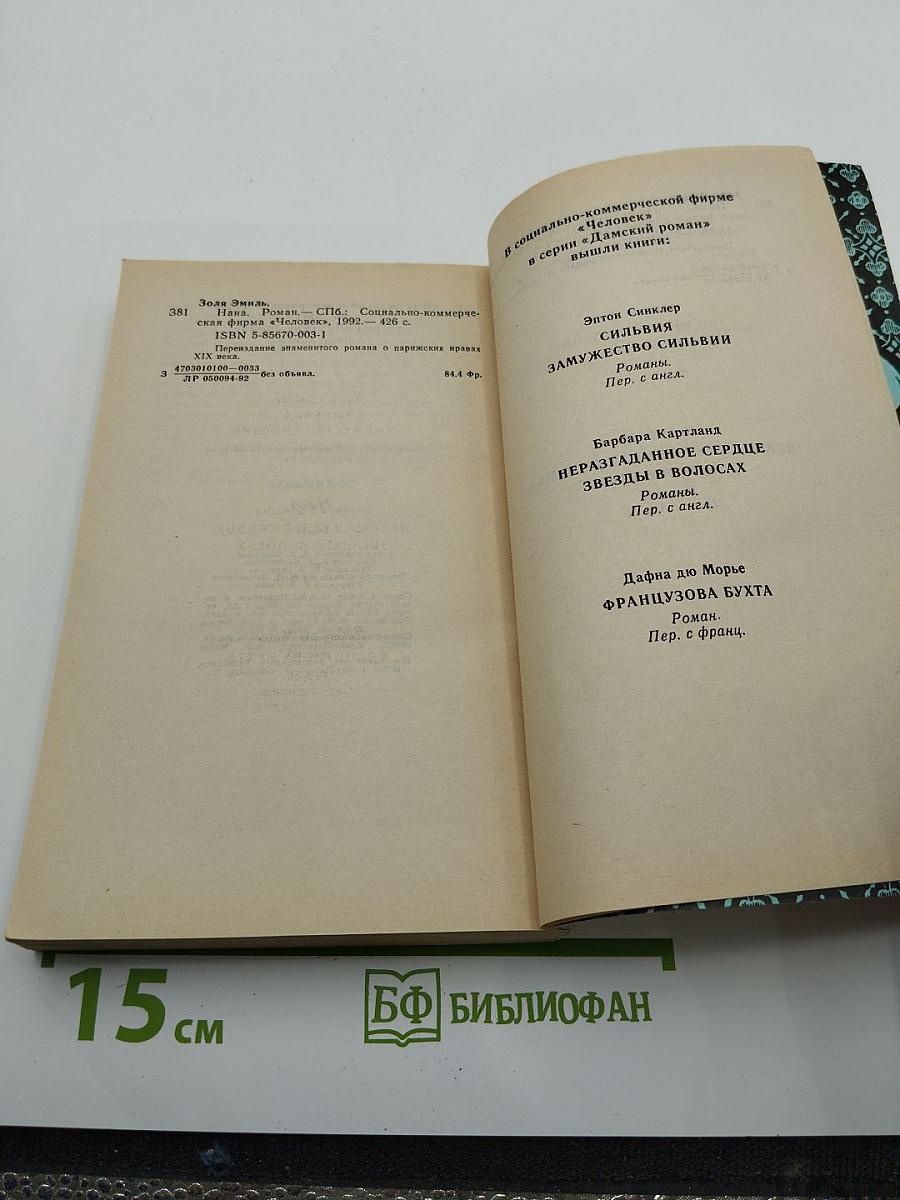 Золя Эмиль.
З81 Нана. Роман.— СПб.: Социально-коммерче-
ская фирма «Человек», 1992.— 426 с.
ISBN 5-85670-003-1
Переиздание знаменитого романа о парижских нравах
XIX века.
З 4703010100—0033 без объявл. 84.4 Фр.
ЛР 050094-92
В социально-коммерческой фирме
«Человек»
в серии «Дамский роман»
вышли книги:
Эптон Синклер
СИЛЬВИЯ
ЗАМУЖЕСТВО СИЛЬВИИ
Романы.
Пер. с англ.
Барбара Картланд
НЕРАЗГАДАННОЕ СЕРДЦЕ
ЗВЕЗДЫ В ВОЛОСАХ
Романы.
Пер. с англ.
Дафна дю Морье
ФРАНЦУЗОВА БУХТА
Роман.
Пер. с франц.
15 см
БФ БИБЛИОФАН